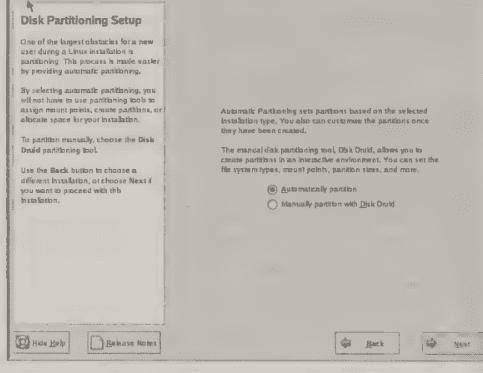 Disk Partitioning Setup
One of the largest obstacles for a new
user during a Linux installation is
partitioning. This process is made easier
by providing automatic partitioning.
By selecting automatic partitioning, you
will not have to use partitioning tools to
assign mount points, create partitions, or
allocate space for your installation.
To partition manually, choose the Disk
Druid partitioning tool.
Use the Back button to choose a
different installation, or choose Next if
you want to proceed with this
installation.
Automatic Partitioning sets partitions based on the selected
installation type. You also can customize the partitions once
they have been created.
The manual disk partitioning tool, Disk Druid, allows you to
create partitions in an interactive environment. You can set the
file system types, mount points, partition sizes, and more.
Automatically partition
Manually partition with Disk Druid
Hide Help
Release Notes
Back
Next